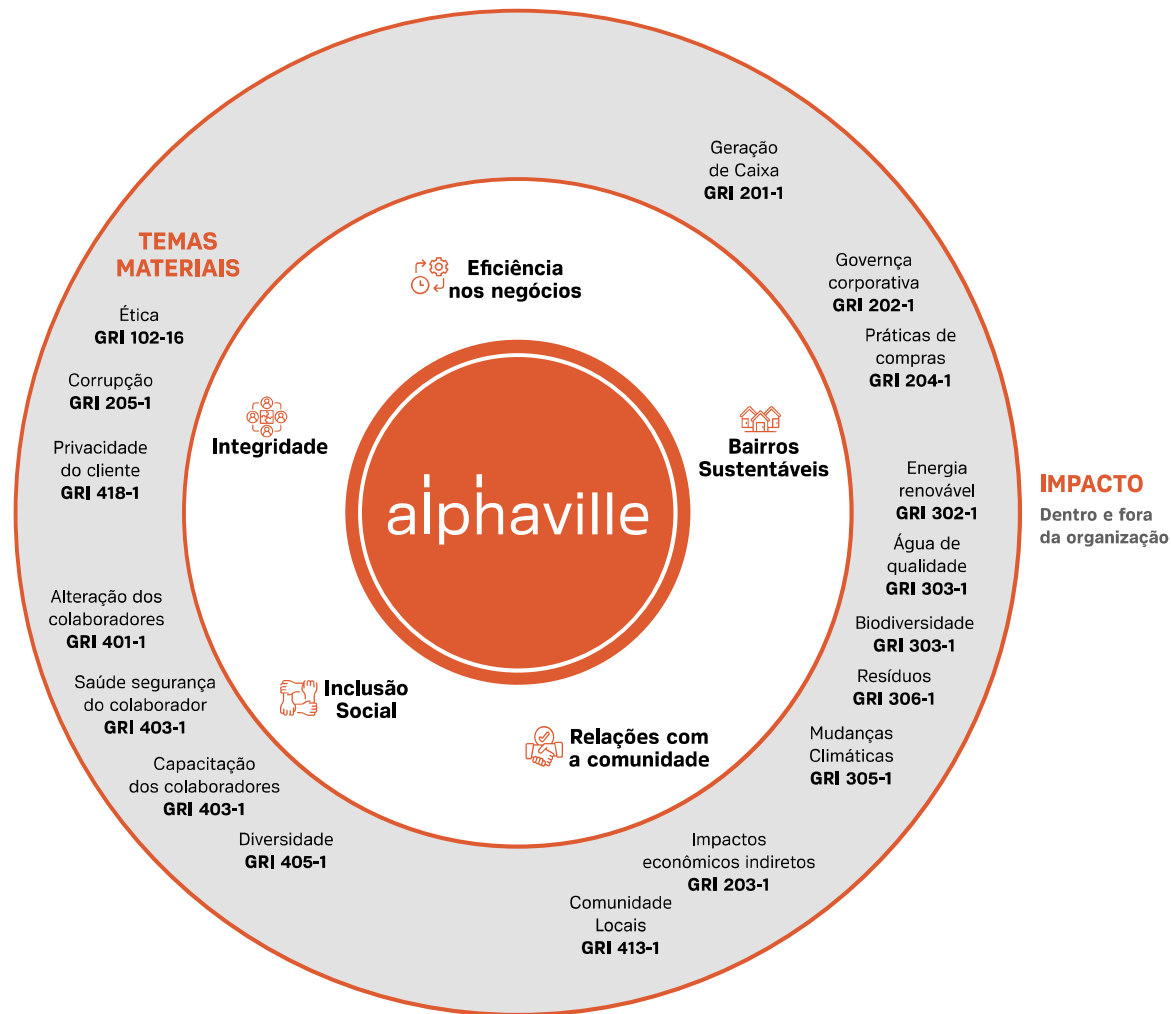 Geração
de Caixa
GRI 201-1
TEMAS
MATERIAIS
Eficiência
nos negócios
Governça
corporativa
GRI 202-1
Ética
GRI 102-16
Práticas de
compras
GRI 204-1
Corrupção
GRI 205-1
Integridade
Bairros
Sustentáveis
Privacidade
do cliente
GRI 418-1
alphaville
Energia
renovável
GRI 302-1
IMPACTO
Dentro e fora
da organização
Água de
qualidade
GRI 303-1
Alteração dos
colaboradores
GRI 401-1
Biodiversidade
GRI 303-1
Saúde segurança
do colaborador
GRI 403-1
Inclusão
Social
Resíduos
GRI 306-1
Relações com
a comunidade
Mudanças
Climáticas
GRI 305-1
Capacitação
dos colaboradores
GRI 403-1
Diversidade
GRI 405-1
Impactos
econômicos indiretos
GRI 203-1
Comunidade
Locais
GRI 413-1